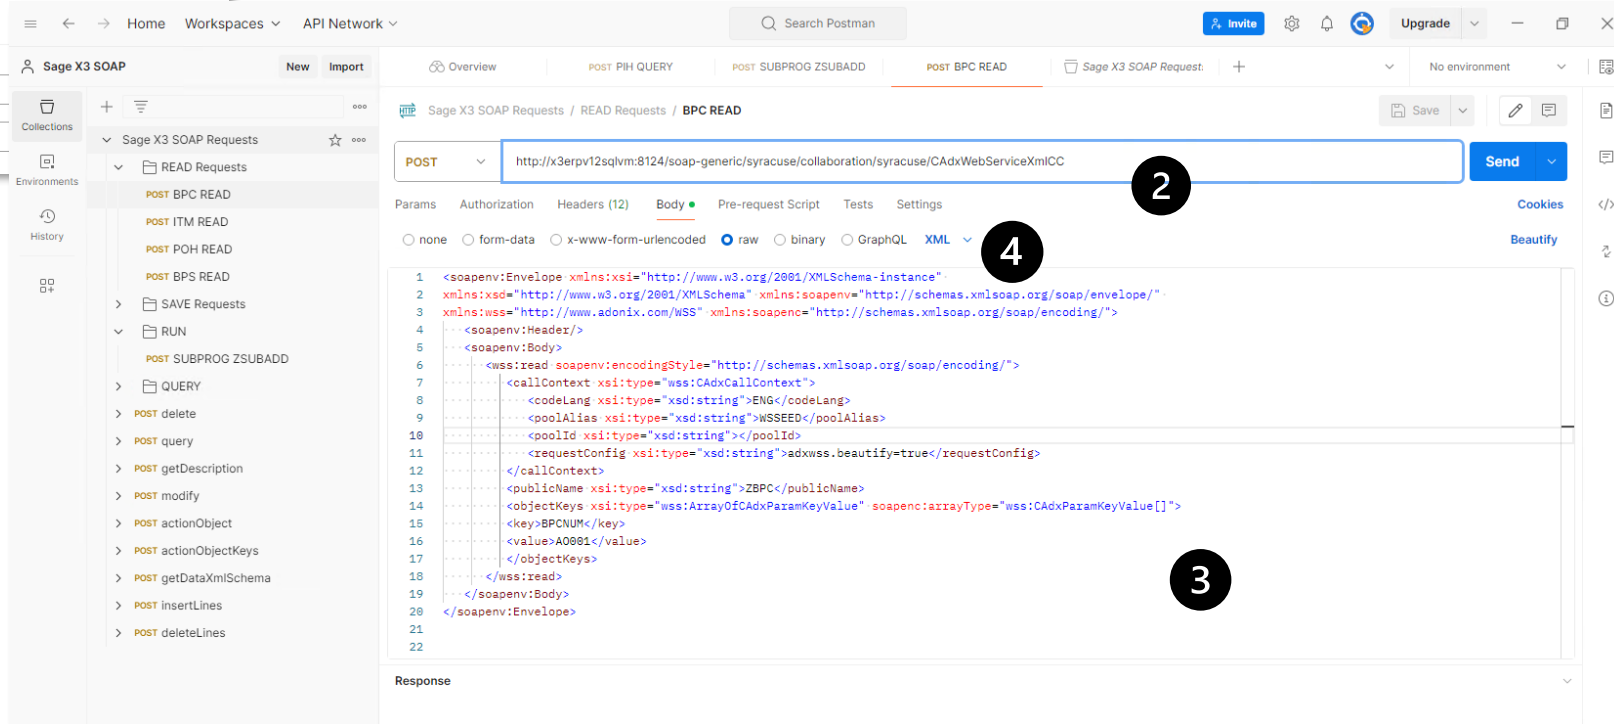 Home Workspaces API Network Search Postman Invite Upgrade
Sage X3 SOAP New Import
Overview POST PIH QUERY POST SUBPROG ZSUBADD POST BPC READ Sage X3 SOAP Request: No environment
Collections
Environments
History
Sage X3 SOAP Requests
READ Requests
POST BPC READ
POST ITM READ
POST POH READ
POST BPS READ
SAVE Requests
RUN
POST SUBPROG ZSUBADD
QUERY
POST delete
POST query
POST getDescription
POST modify
POST actionObject
POST actionObjectKeys
POST getDataXmlSchema
POST insertLines
POST deleteLines
HTTP Sage X3 SOAP Requests / READ Requests / BPC READ Save
POST http://x3erpv12sqlvm:8124/soap-generic/syracuse/collaboration/syracuse/CAdxWebServiceXmlCC Send
2
Params Authorization Headers (12) Body Pre-request Script Tests Settings Cookies
none form-data x-www-form-urlencoded raw binary GraphQL XML Beautify
4
1 <soapenv:Envelope xmlns:xsi="http://www.w3.org/2001/XMLSchema-instance"
2 xmlns:xsd="http://www.w3.org/2001/XMLSchema" xmlns:soapenv="http://schemas.xmlsoap.org/soap/envelope/"
3 xmlns:wss="http://www.adonix.com/WSS" xmlns:soapenc="http://schemas.xmlsoap.org/soap/encoding/">
4 <soapenv:Header/>
5 <soapenv:Body>
6 <wss:read soapenv:encodingStyle="http://schemas.xmlsoap.org/soap/encoding/">
7 <callContext xsi:type="wss:CAdxCallContext">
8 <codeLang xsi:type="xsd:string">ENG</codeLang>
9 <poolAlias xsi:type="xsd:string">WSSEED</poolAlias>
10 <poolId xsi:type="xsd:string"></poolId>
11 <requestConfig xsi:type="xsd:string">adxwss.beautify=true</requestConfig>
12 </callContext>
13 <publicName xsi:type="xsd:string">ZBPC</publicName>
14 <objectKeys xsi:type="wss:ArrayOfCAdxParamKeyValue" soapenc:arrayType="wss:CAdxParamKeyValue[]">
15 <key>BPCNUM</key>
16 <value>AO001</value>
17 </objectKeys>
18 </wss:read>
19 </soapenv:Body>
20 </soapenv:Envelope>
21
22
3
Response